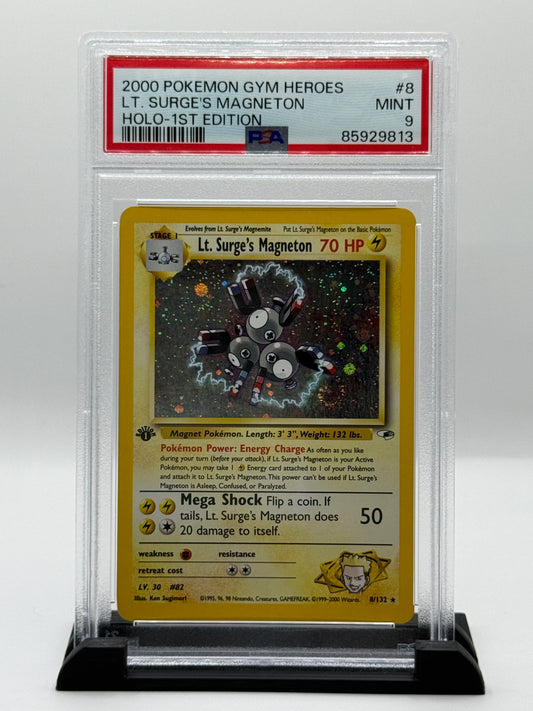 2000 POKEMON GYM HEROES #8
LT. SURGE'S MAGNETON MINT
HOLO-1ST EDITION 9
PSA 85929813
Evolves from Lt. Surge's Magnemite Put Lt. Surge's Magneton on the Basic Pokémon
STAGE 1
Lt. Surge's Magneton 70 HP
EDITION
1
Magnet Pokémon. Length: 3' 3", Weight: 132 lbs.
Pokémon Power: Energy Charge As often as you like
during your turn (before your attack), if Lt. Surge's Magneton is your Active
Pokémon, you may take 1 Energy card attached to 1 of your Pokémon
and attach it to Lt. Surge's Magneton. This power can't be used if Lt. Surge's
Magneton is Asleep, Confused, or Paralyzed.
Mega Shock Flip a coin. If
tails, Lt. Surge's Magneton does 50
20 damage to itself.
weakness resistance
retreat cost
LV. 30 #82
Illus. Ken Sugimori ©1995, 96, 98 Nintendo, Creatures, GAMEFREAK. ©1999-2000 Wizards. 8/132 ★